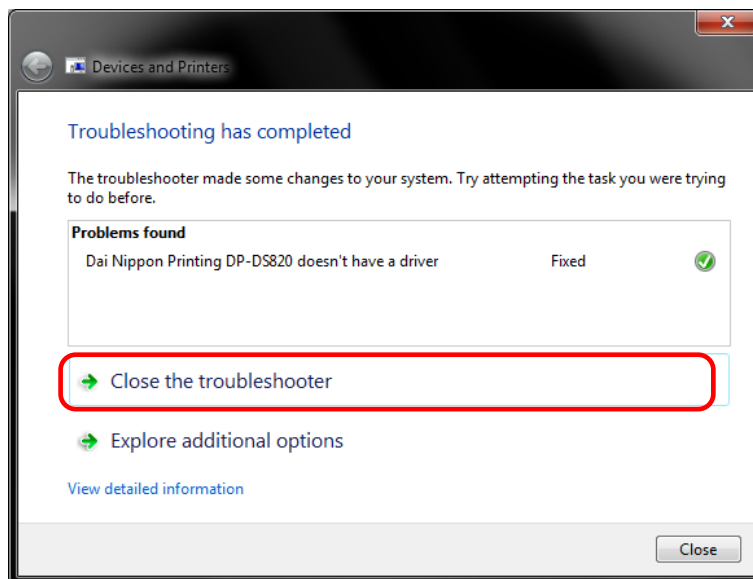 Devices and Printers
Troubleshooting has completed
The troubleshooter made some changes to your system. Try attempting the task you were trying
to do before.
Problems found
Dai Nippon Printing DP-DS820 doesn't have a driver Fixed
Close the troubleshooter
Explore additional options
View detailed information
Close